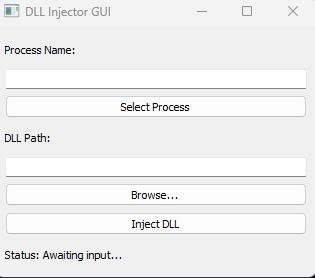 DLL Injector GUI
Process Name:
Select Process
DLL Path:
Browse...
Inject DLL
Status: Awaiting input...